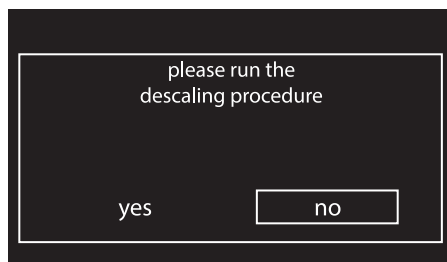 please run the
descaling procedure
yes
no